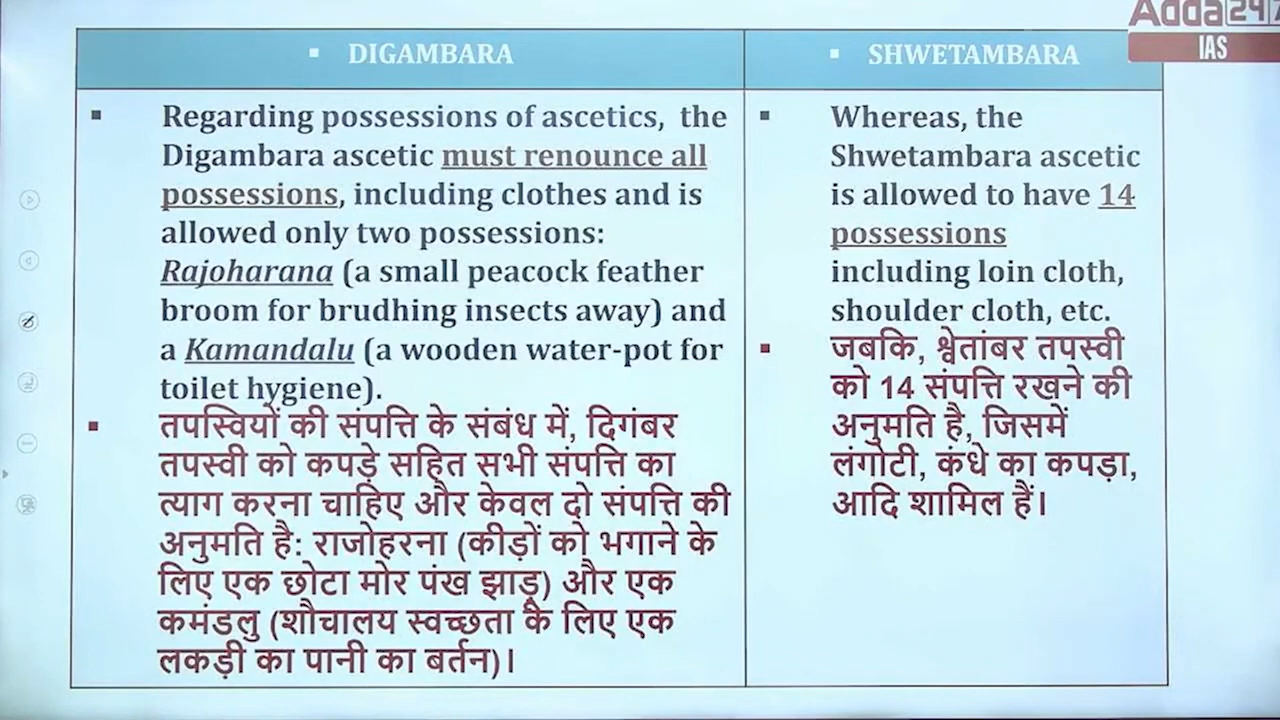 Adda247
IAS
▪ DIGAMBARA
▪ SHWETAMBARA
▪ Regarding possessions of ascetics, the
Digambara ascetic must renounce all
possessions, including clothes and is
allowed only two possessions:
Rajoharana (a small peacock feather
broom for brudhing insects away) and
a Kamandalu (a wooden water-pot for
toilet hygiene).
▪ तपस्वियों की संपत्ति के संबंध में, दिगंबर
तपस्वी को कपड़े सहित सभी संपत्ति का
त्याग करना चाहिए और केवल दो संपत्ति की
अनुमति है: राजोहरना (कीड़ों को भगाने के
लिए एक छोटा मोर पंख झाड़ू) और एक
कमंडलु (शौचालय स्वच्छता के लिए एक
लकड़ी का पानी का बर्तन)।
▪ Whereas, the
Shwetambara ascetic
is allowed to have 14
possessions
including loin cloth,
shoulder cloth, etc.
▪ जबकि, श्वेतांबर तपस्वी
को 14 संपत्ति रखने की
अनुमति है, जिसमें
लंगोटी, कंधे का कपड़ा,
आदि शामिल हैं।